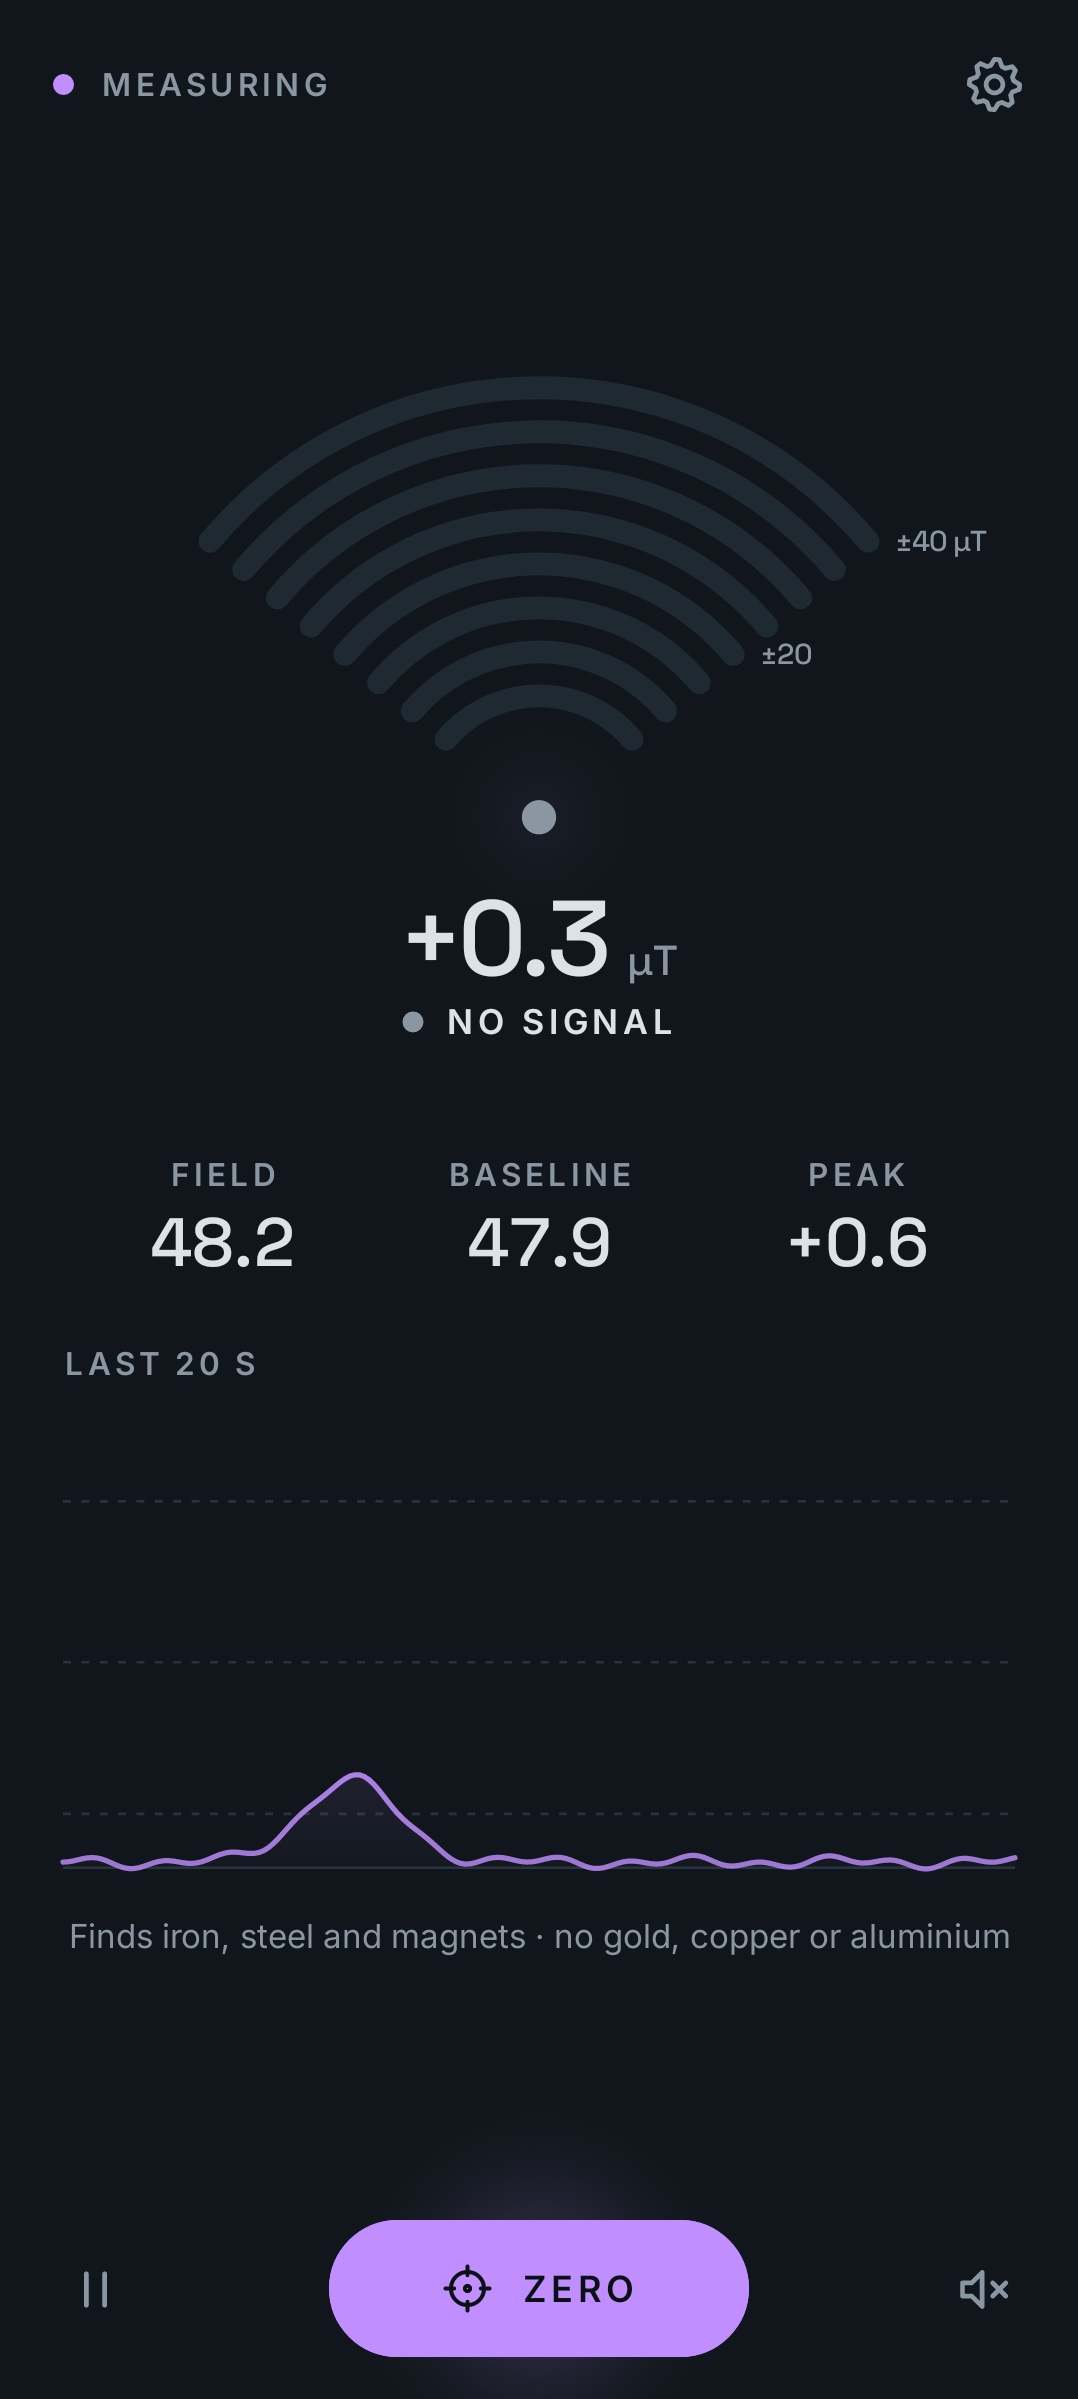 MEASURING
±40 µT
±20
+0.3 µT
NO SIGNAL
FIELD BASELINE PEAK
48.2 47.9 +0.6
LAST 20 S
Finds iron, steel and magnets · no gold, copper or aluminium
ZERO